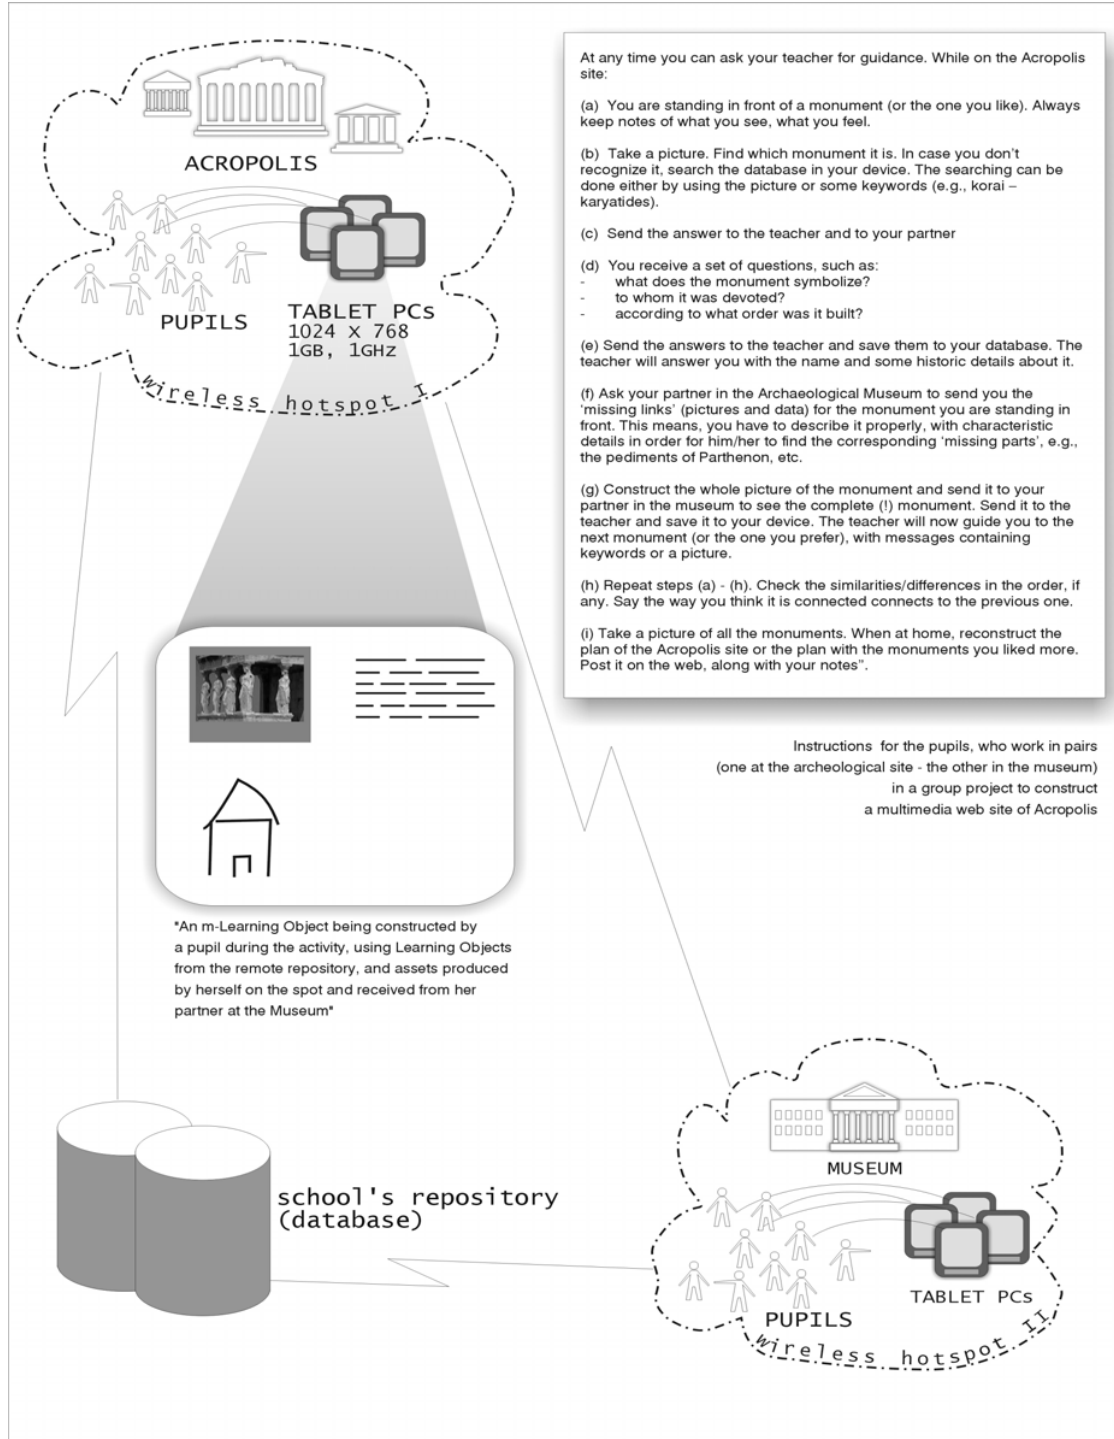 ACROPOLIS
PUPILS
TABLET PCs
1024 X 768
1GB, 1GHz
wireless hotspot I
At any time you can ask your teacher for guidance. While on the Acropolis
site:
(a)  You are standing in front of a monument (or the one you like). Always
keep notes of what you see, what you feel.
(b)  Take a picture. Find which monument it is. In case you don't
recognize it, search the database in your device. The searching can be
done either by using the picture or some keywords (e.g., korai –
karyatides).
(c)  Send the answer to the teacher and to your partner
(d)  You receive a set of questions, such as:
-       what does the monument symbolize?
-       to whom it was devoted?
-       according to what order was it built?
(e) Send the answers to the teacher and save them to your database. The
teacher will answer you with the name and some historic details about it.
(f) Ask your partner in the Archaeological Museum to send you the
'missing links' (pictures and data) for the monument you are standing in
front. This means, you have to describe it properly, with characteristic
details in order for him/her to find the corresponding 'missing parts', e.g.,
the pediments of Parthenon, etc.
(g) Construct the whole picture of the monument and send it to your
partner in the museum to see the complete (!) monument. Send it to the
teacher and save it to your device. The teacher will now guide you to the
next monument (or the one you prefer), with messages containing
keywords or a picture.
(h) Repeat steps (a) - (h). Check the similarities/differences in the order, if
any. Say the way you think it is connected connects to the previous one.
(i) Take a picture of all the monuments. When at home, reconstruct the
plan of the Acropolis site or the plan with the monuments you liked more.
Post it on the web, along with your notes".
Instructions  for the pupils, who work in pairs
(one at the archeological site - the other in the museum)
in a group project to construct
a multimedia web site of Acropolis
"An m-Learning Object being constructed by
a pupil during the activity, using Learning Objects
from the remote repository, and assets produced
by herself on the spot and received from her
partner at the Museum"
school's repository
(database)
MUSEUM
TABLET PCs
PUPILS
wireless hotspot II